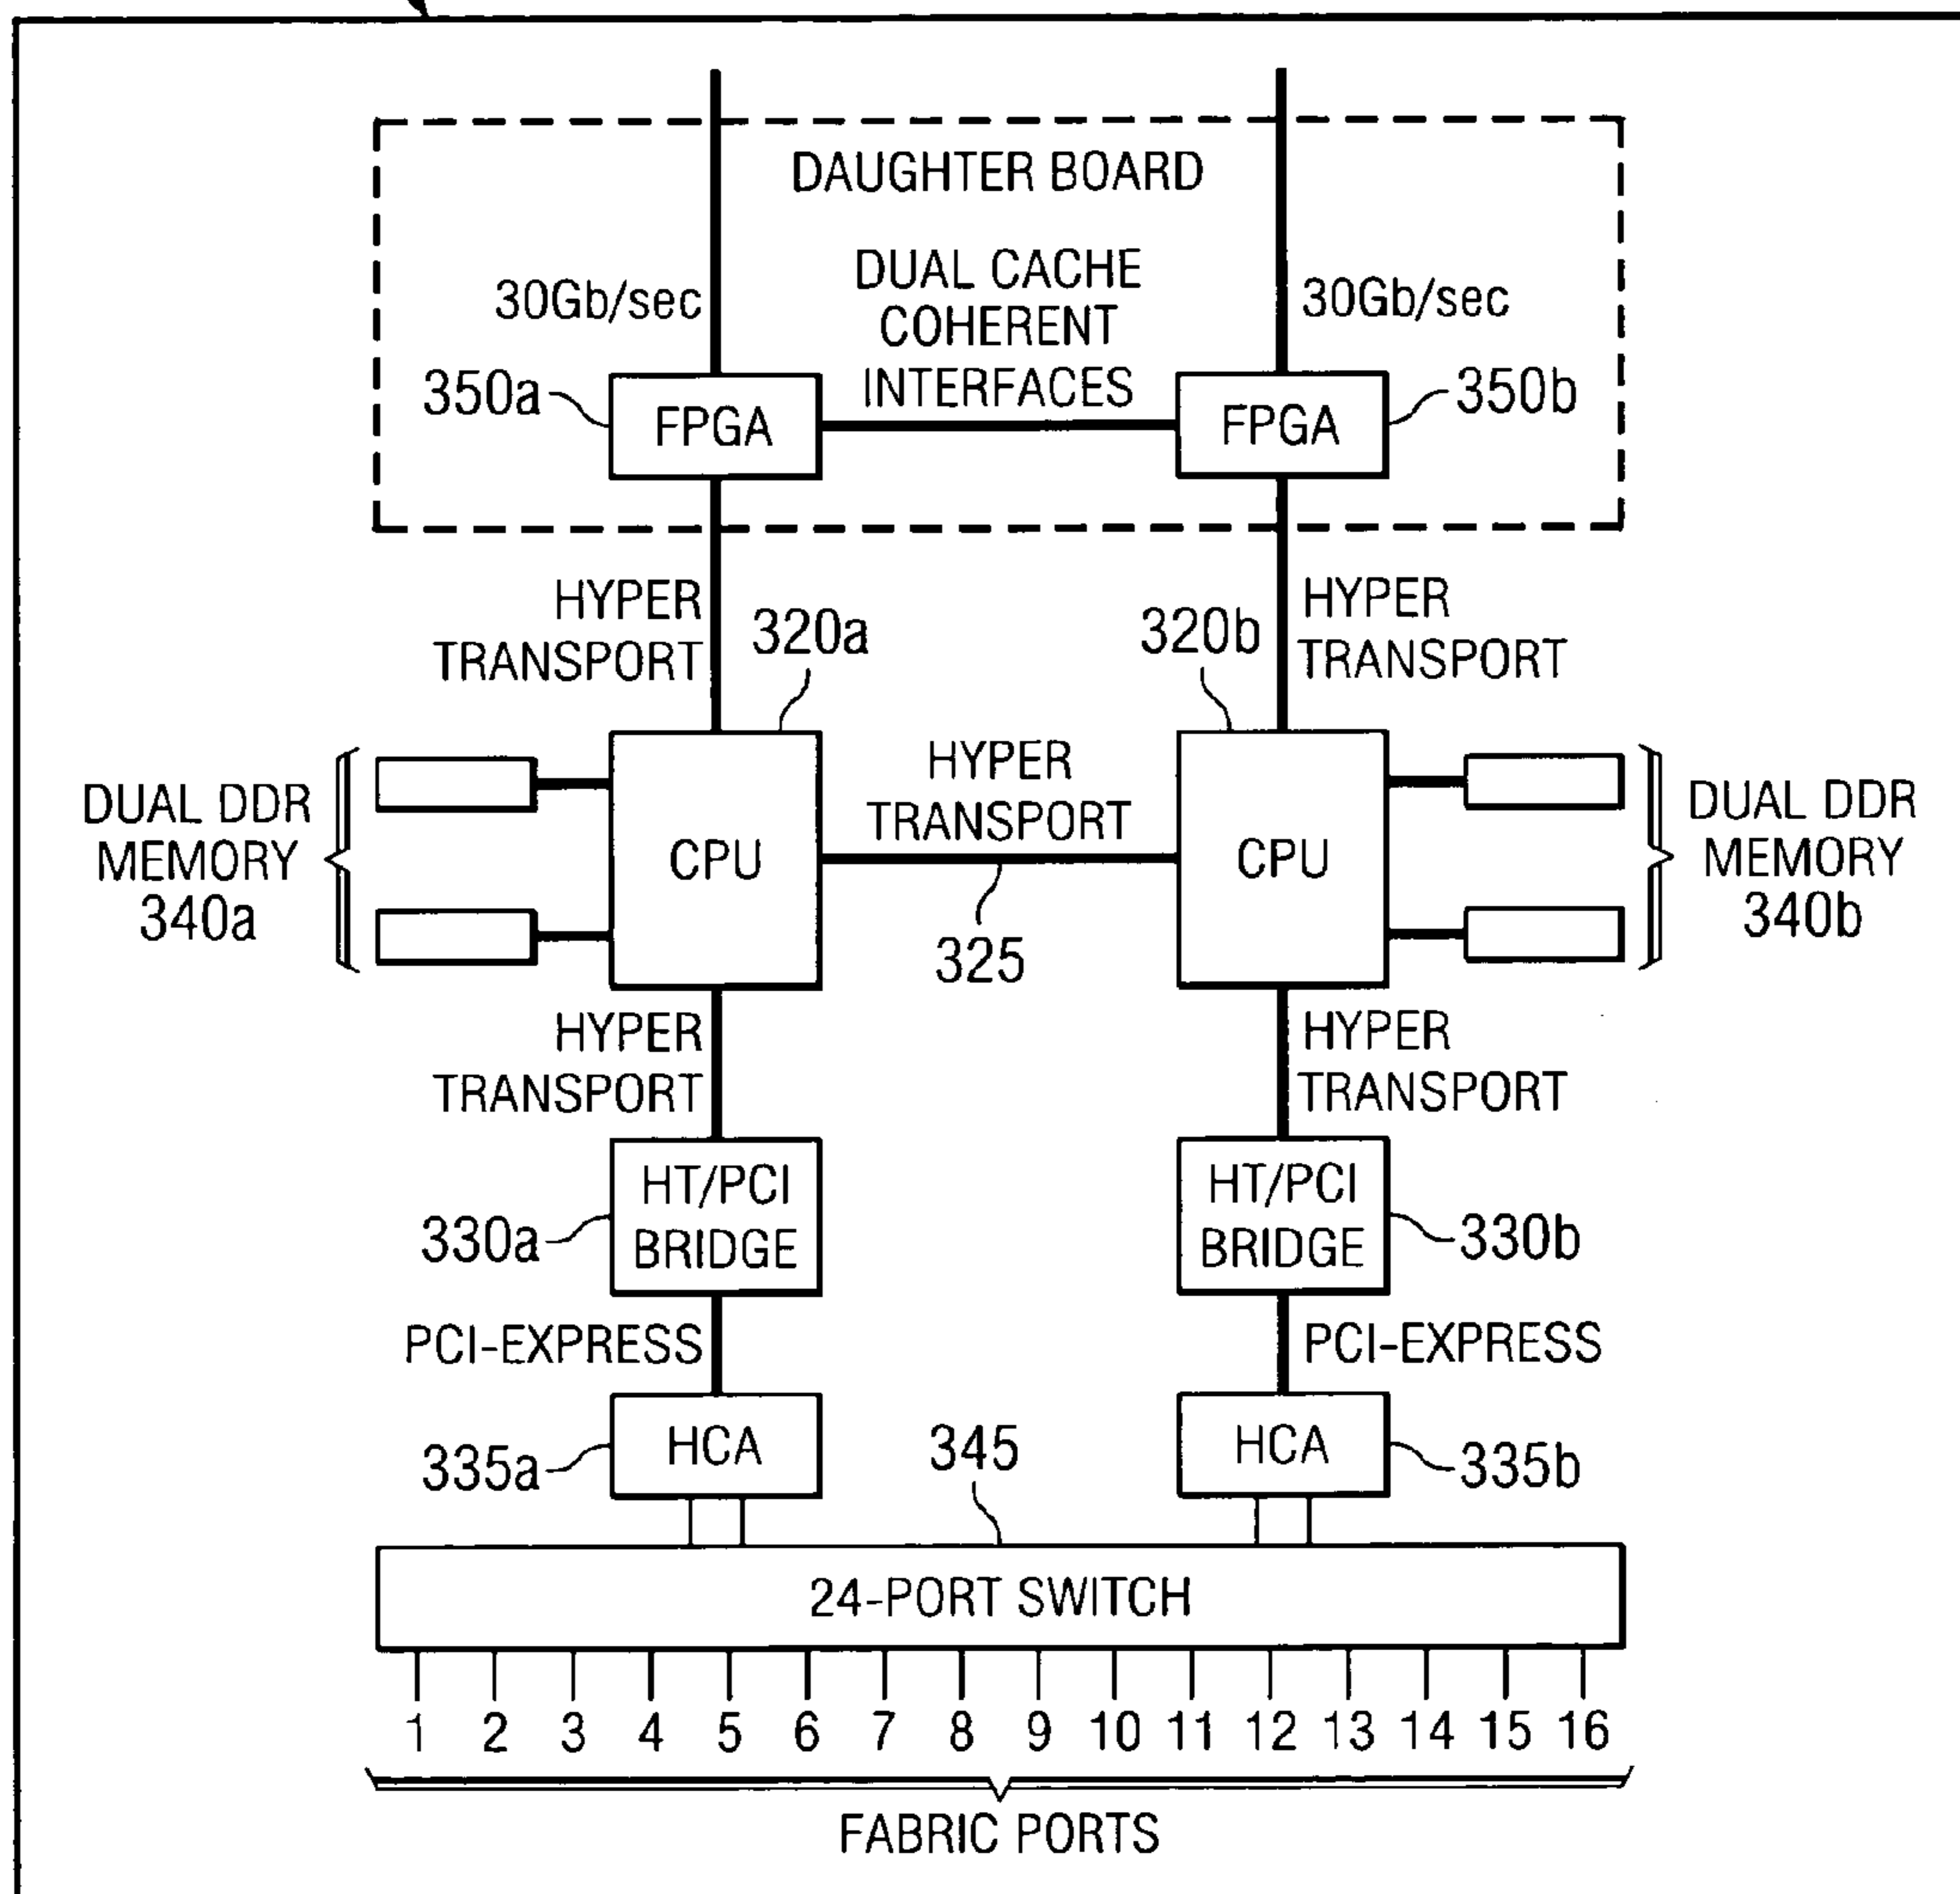 DAUGHTER BOARD
30Gb/sec
DUAL CACHE
COHERENT
INTERFACES
30Gb/sec
350a
FPGA
FPGA
350b
HYPER
TRANSPORT
320a
320b
HYPER
TRANSPORT
DUAL DDR
MEMORY
340a
CPU
HYPER
TRANSPORT
325
CPU
DUAL DDR
MEMORY
340b
HYPER
TRANSPORT
HYPER
TRANSPORT
330a
HT/PCI
BRIDGE
HT/PCI
BRIDGE
330b
PCI-EXPRESS
PCI-EXPRESS
335a
HCA
345
HCA
335b
24-PORT SWITCH
1 2 3 4 5 6 7 8 9 10 11 12 13 14 15 16
FABRIC PORTS